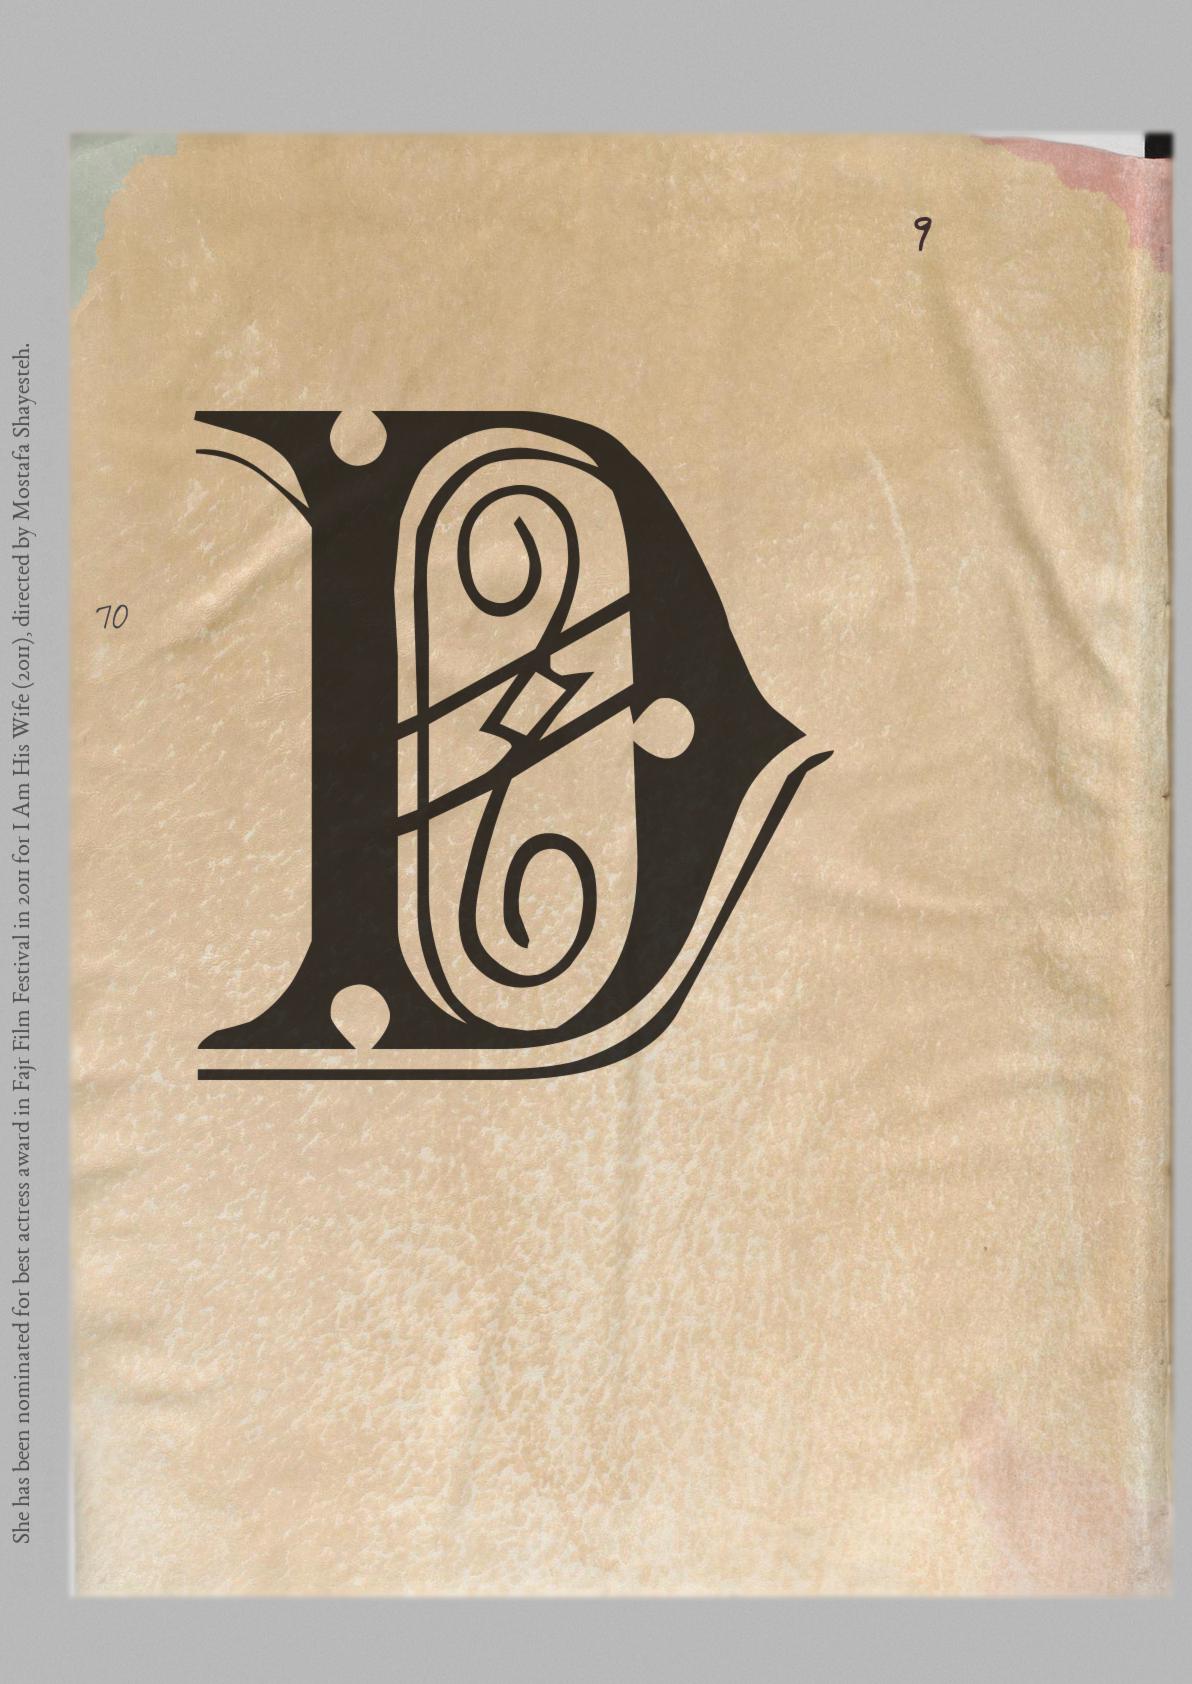 9
70
D
She has been nominated for best actress award in Fajr Film Festival in 2011 for I Am His Wife (2011), directed by Mostafa Shayesteh.